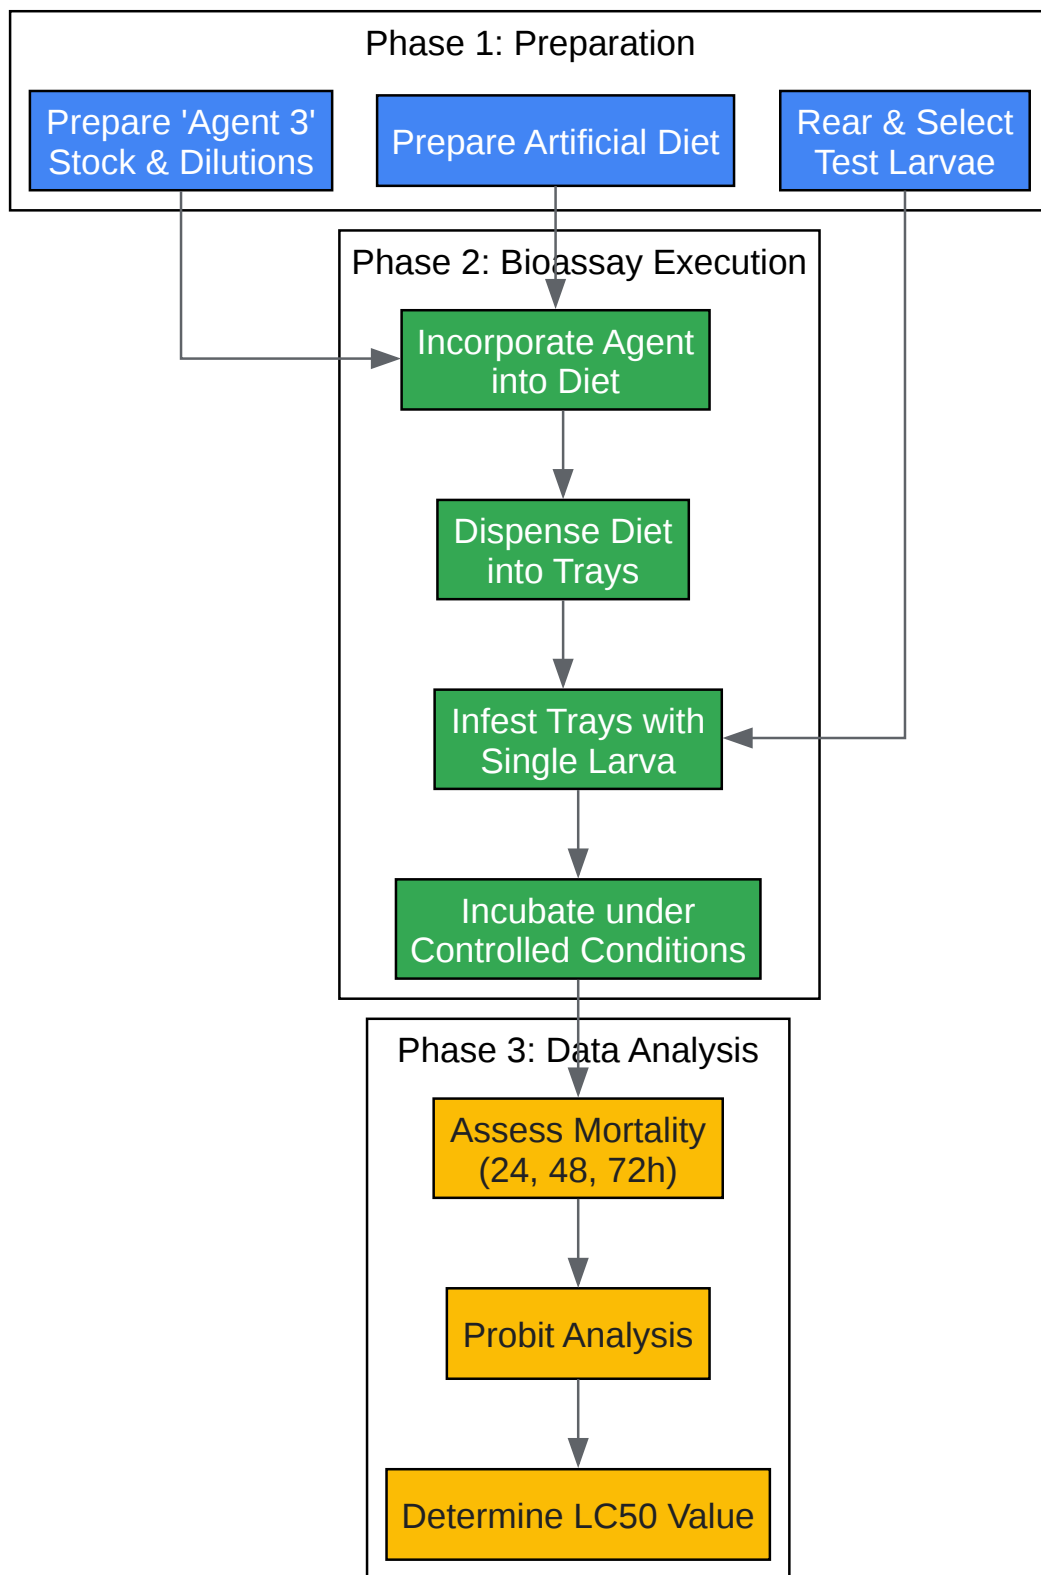 Phase 1: Preparation
Prepare 'Agent 3'
Stock & Dilutions
Prepare Artificial Diet
Rear & Select
Test Larvae
Phase 2: Bioassay Execution
Incorporate Agent
into Diet
Dispense Diet
into Trays
Infest Trays with
Single Larva
Incubate under
Controlled Conditions
Phase 3: Data Analysis
Assess Mortality
(24, 48, 72h)
Probit Analysis
Determine LC50 Value